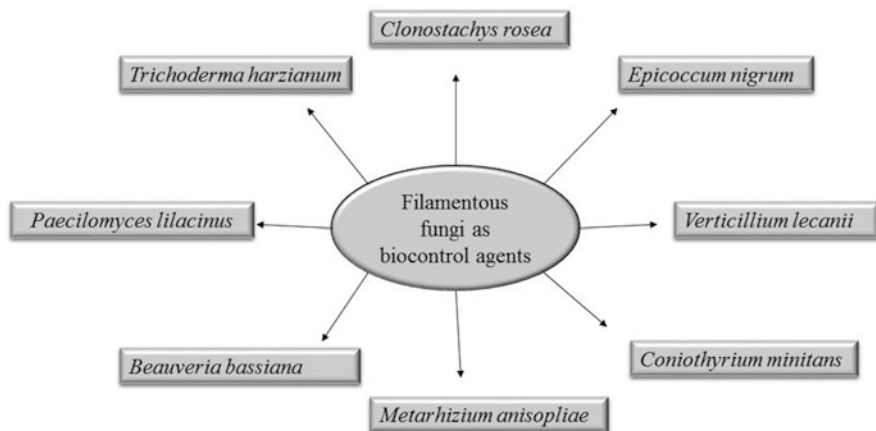 Clonostachys rosea
Trichoderma harzianum
Epicoccum nigrum
Filamentous
fungi as
biocontrol agents
Paecilomyces lilacinus
Verticillium lecanii
Beauveria bassiana
Coniothyrium minitans
Metarhizium anisopliae